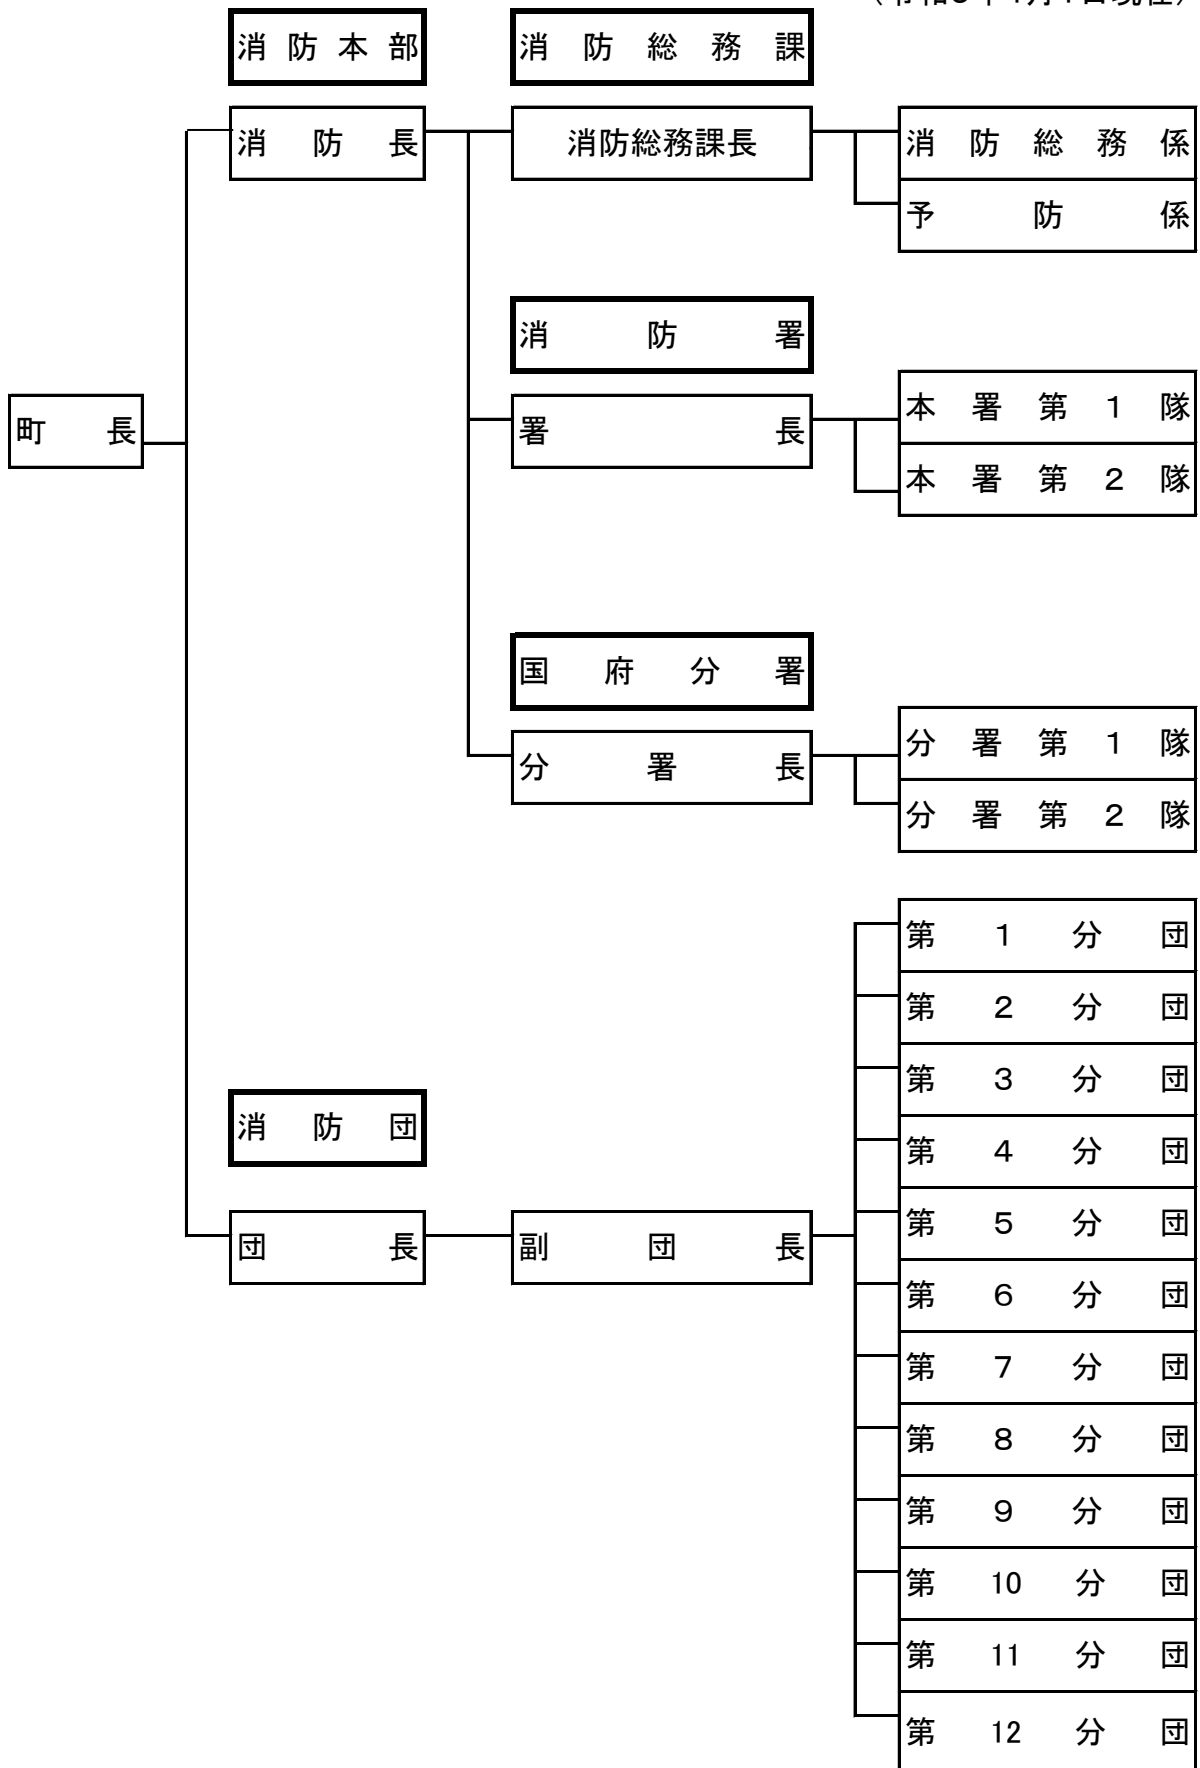 消防本部
消防総務課
消防長
消防総務課長
消防総務係
予防係
消防署
町長
署長
本署第1隊
本署第2隊
国府分署
分署長
分署第1隊
分署第2隊
第1分団
第2分団
第3分団
第4分団
第5分団
第6分団
第7分団
第8分団
第9分団
第10分団
第11分団
第12分団
消防団
団長
副団長